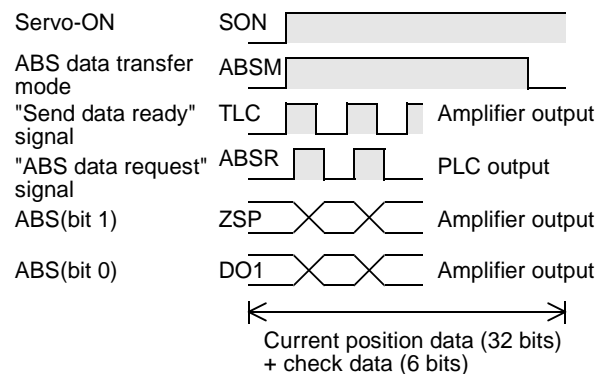 Servo-ON SON
ABS data transfer mode ABSM
"Send data ready" signal TLC Amplifier output
"ABS data request" signal ABSR PLC output
ABS(bit 1) ZSP Amplifier output
ABS(bit 0) DO1 Amplifier output
Current position data (32 bits)
+ check data (6 bits)